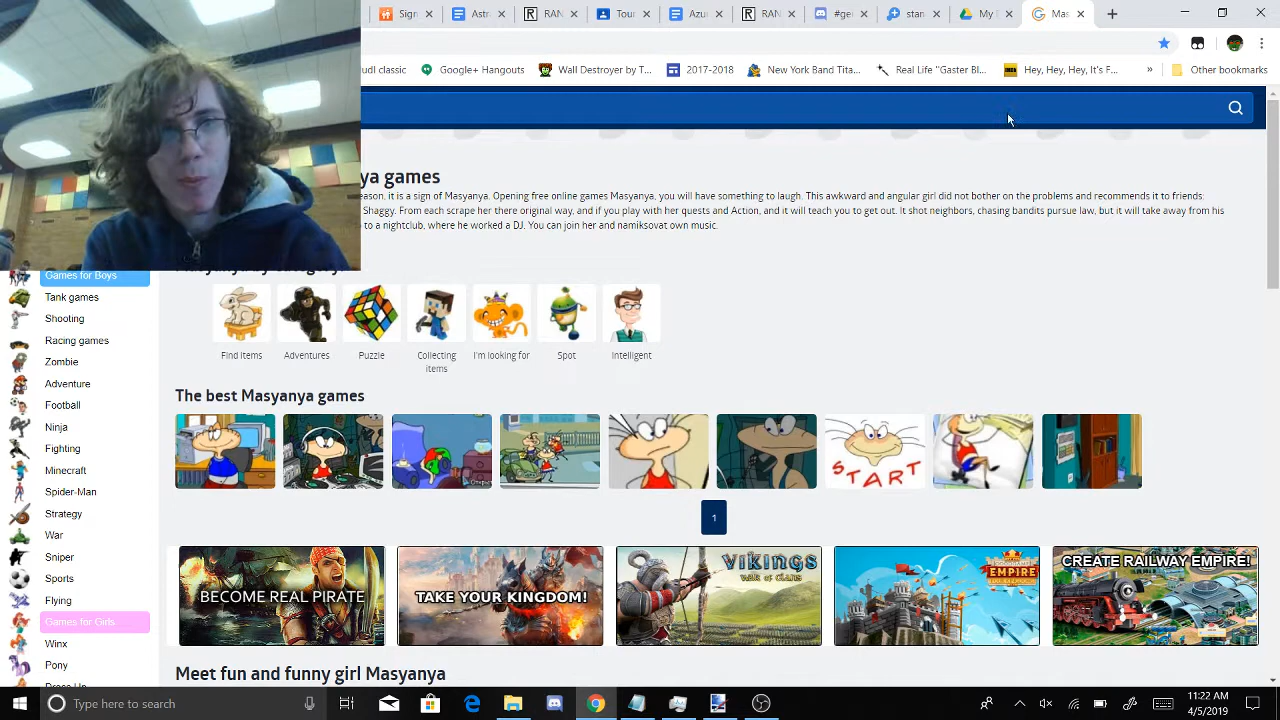 Sign
Ast
RAN
Tour
Azu
RAN
#ge
stan
My D
Mas
udl classic
Google+ Hangouts
Wall Destroyer by T...
2017-2018
New York Band Tita...
Real Life "Gaster Bl...
Hey, Hey, Hey, It's F...
»
Other bookmarks
ya games
eason, it is a sign of Masyanya. Opening free online games Masyanya, you will have something to laugh. This awkward and angular girl did not bother on the problems and recommends it to friends:
Shaggy. From each scrape her there original way, and if you play with her quests and Action, and will teach you to get out. It shot neighbors, chasing bandits pursue law, but it will take away from his
to a nightclub, where he worked a DJ. You can join her and namiksovat own music.
Games for Boys
Tank games
Shooting
Racing games
Zombie
Adventure
Football
Ninja
Fighting
Minecraft
Spider-Man
Strategy
War
Sniper
Sports
Flying
Games for Girls
Winx
Pony
Find items
Adventures
Puzzle
Collecting
items
I'm looking for
Spot
Intelligent
The best Masyanya games
START
1
BECOME REAL PIRATE
TAKE YOUR KINGDOM!
VIKINGS
WAR OF CLANS
EMPIRE
CREATE RAILWAY EMPIRE!
Meet fun and funny girl Masyanya
Type here to search
11:22 AM
4/5/2019